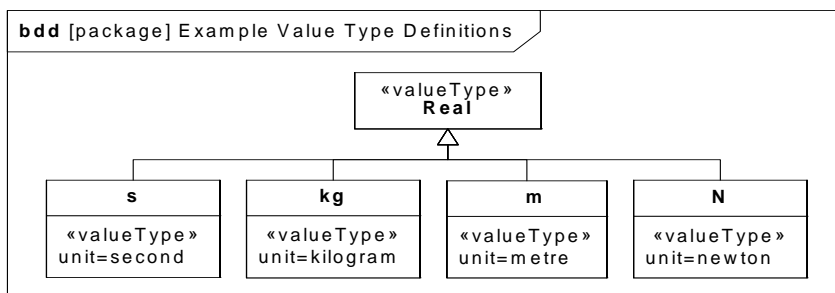 bdd [package] Example Value Type Definitions
«valueType»
Real
s
«valueType»
unit=second
kg
«valueType»
unit=kilogram
m
«valueType»
unit=metre
N
«valueType»
unit=newton